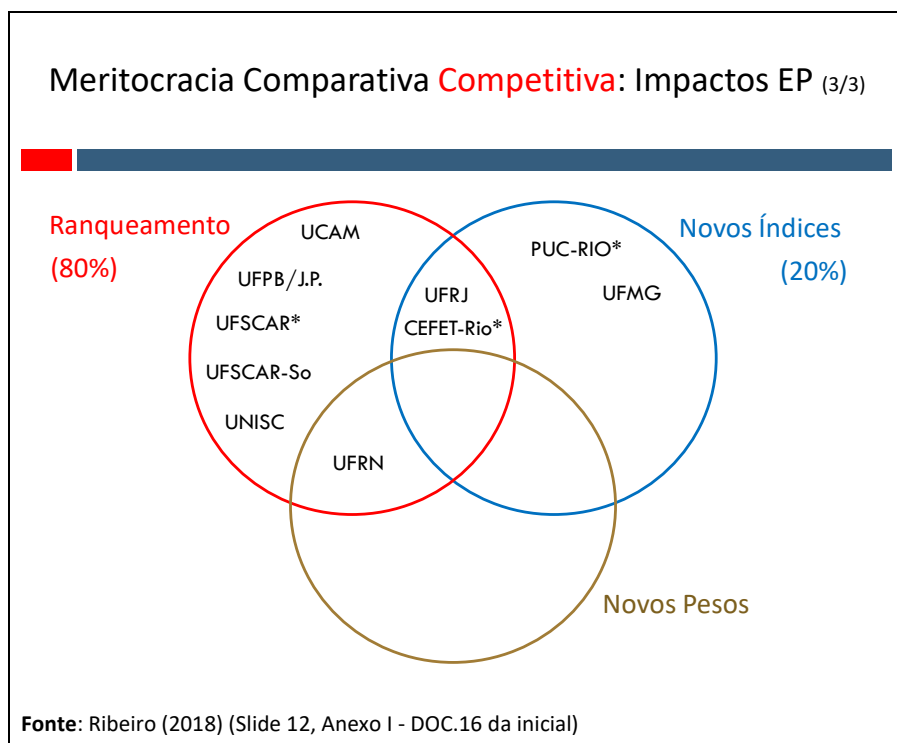 Meritocracia Comparativa Competitiva: Impactos EP (3/3)
Ranqueamento
(80%)
UCAM
UFPB/J.P.
UFSCAR*
UFSCAR-So
UNISC
UFRN
UFRJ
CEFET-Rio*
PUC-RIO*
UFMG
Novos Índices
(20%)
Novos Pesos
Fonte: Ribeiro (2018) (Slide 12, Anexo I - DOC.16 da inicial)